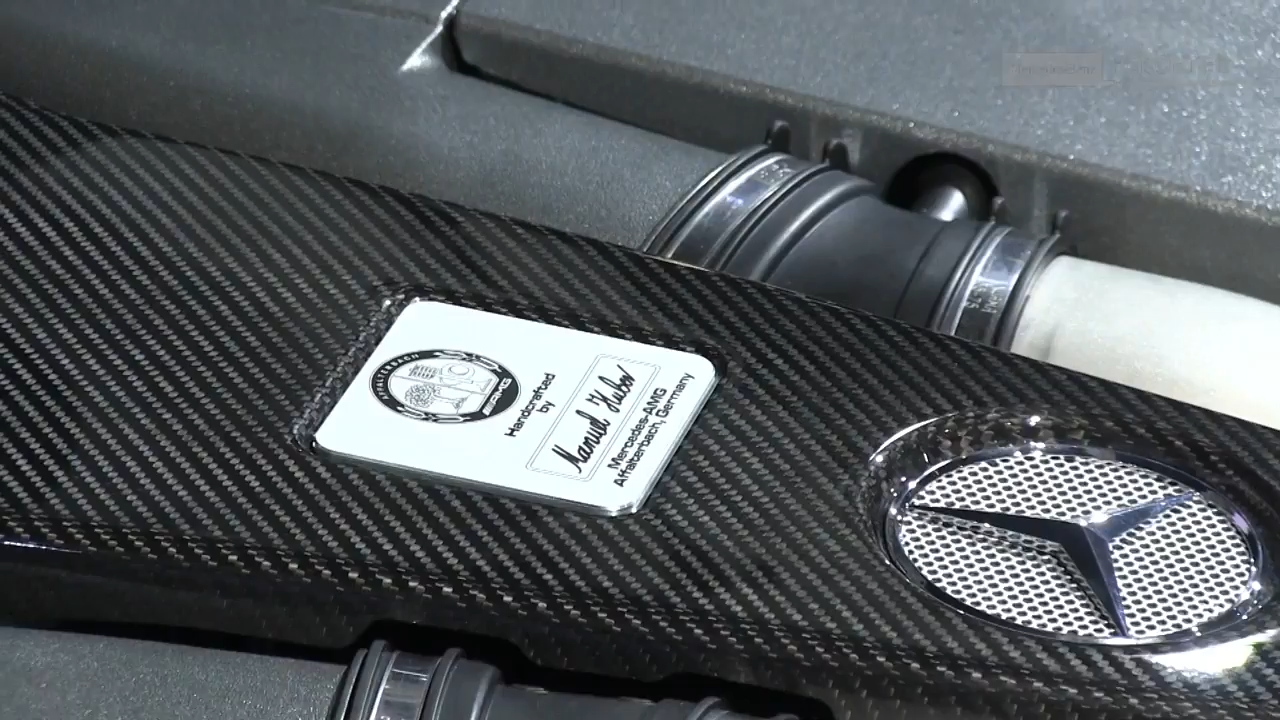 AFFALTERBACH
AMG
Handcrafted
by
Manuel Huber
Mercedes-AMG
Affalterbach, Germany